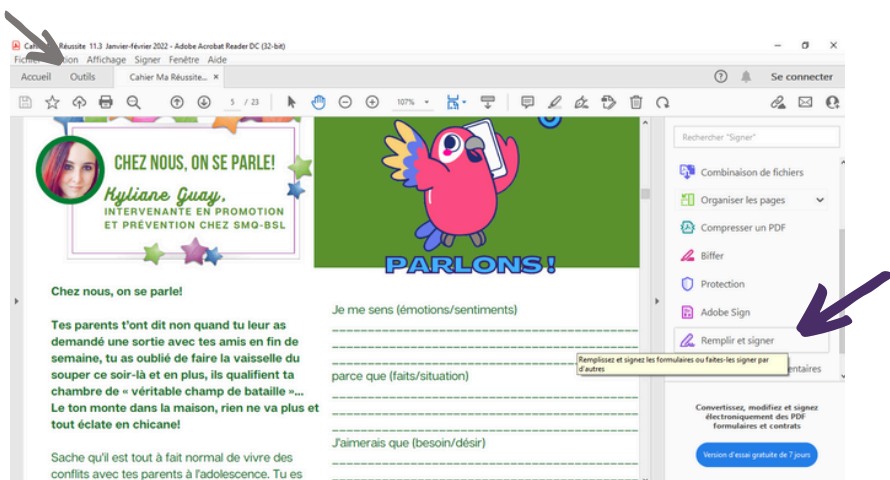 Réussite 11.3 Janvier-février 2022 - Adobe Acrobat Reader DC (32-bit)
Affichage Signer Fenêtre Aide
Accueil Outils Cahier Ma Réussite... × Se connecter
5 / 23 107%
CHEZ NOUS, ON SE PARLE!
Kyliane Guay,
INTERVENANTE EN PROMOTION
ET PRÉVENTION CHEZ SMQ-BSL
PARLONS!
Chez nous, on se parle!
Tes parents t'ont dit non quand tu leur as
demandé une sortie avec tes amis en fin de
semaine, tu as oublié de faire la vaisselle du
souper ce soir-là et en plus, ils qualifient ta
chambre de « véritable champ de bataille »...
Le ton monte dans la maison, rien ne va plus et
tout éclate en chicane!
Sache qu'il est tout à fait normal de vivre des
conflits avec tes parents à l'adolescence. Tu es
Je me sens (émotions/sentiments)
parce que (faits/situation)
J'aimerais que (besoin/désir)
Rechercher "Signer"
Combinaison de fichiers
Organiser les pages
Compresser un PDF
Biffer
Protection
Adobe Sign
Remplir et signer
Remplissez et signez les formulaires ou faites-les signer par
d'autres
Convertissez, modifiez et signez
électroniquement des PDF
formulaires et contrats
Version d'essai gratuite de 7 jours